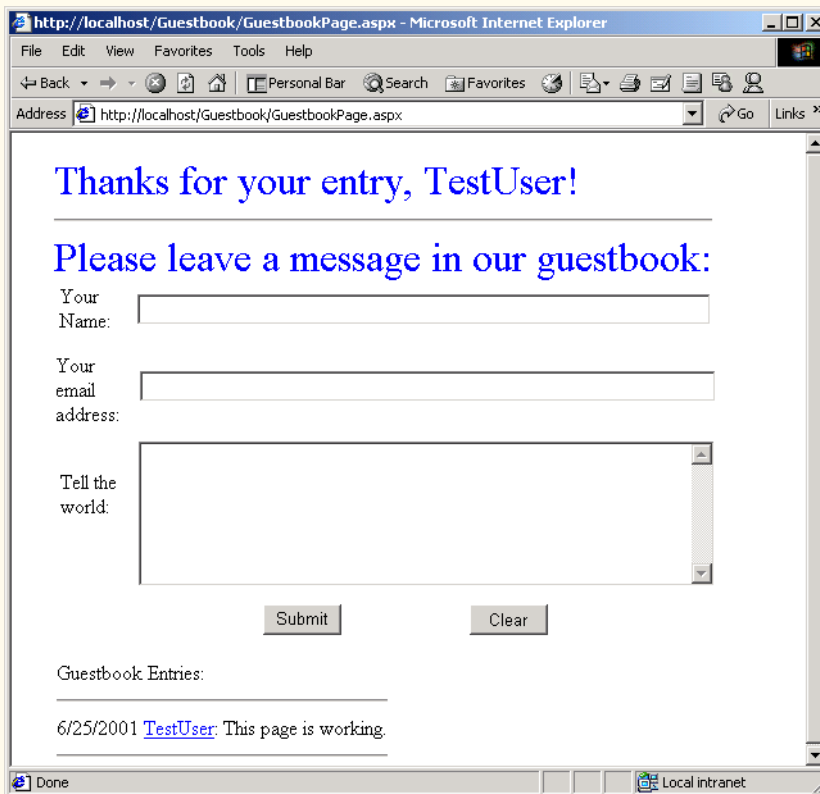 http://localhost/Guestbook/GuestbookPage.aspx - Microsoft Internet Explorer
File Edit View Favorites Tools Help
Back Personal Bar Search Favorites
Address http://localhost/Guestbook/GuestbookPage.aspx Go Links »
Thanks for your entry, TestUser!
Please leave a message in our guestbook:
Your
Name:
Your
email
address:
Tell the
world:
Submit Clear
Guestbook Entries:
6/25/2001 TestUser: This page is working.
Done Local intranet